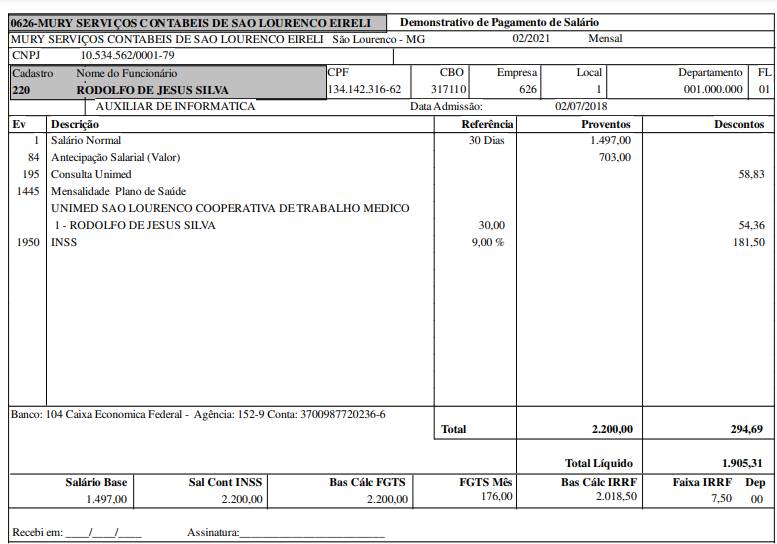 0626-MURY SERVIÇOS CONTABEIS DE SAO LOURENCO EIRELI Demonstrativo de Pagamento de Salário
MURY SERVIÇOS CONTABEIS DE SAO LOURENCO EIRELI São Lourenco - MG 02/2021 Mensal
CNPJ 10.534.562/0001-79
Cadastro Nome do Funcionário CPF CBO Empresa Local Departamento FL
220 RODOLFO DE JESUS SILVA 134.142.316-62 317110 626 1 001.000.000 01
AUXILIAR DE INFORMATICA Data Admissão: 02/07/2018
Ev Descrição Referência Proventos Descontos
1 Salário Normal 30 Dias 1.497,00
84 Antecipação Salarial (Valor) 703,00
195 Consulta Unimed 58,83
1445 Mensalidade Plano de Saúde
UNIMED SAO LOURENCO COOPERATIVA DE TRABALHO MEDICO
1 - RODOLFO DE JESUS SILVA 30,00 54,36
1950 INSS 9,00 % 181,50
Banco: 104 Caixa Economica Federal - Agência: 152-9 Conta: 3700987720236-6
Total 2.200,00 294,69
Total Líquido 1.905,31
Salário Base Sal Cont INSS Bas Cálc FGTS FGTS Mês Bas Cálc IRRF Faixa IRRF Dep
1.497,00 2.200,00 2.200,00 176,00 2.018,50 7,50 00
Recebi em: ____/____/____ Assinatura:__________________________